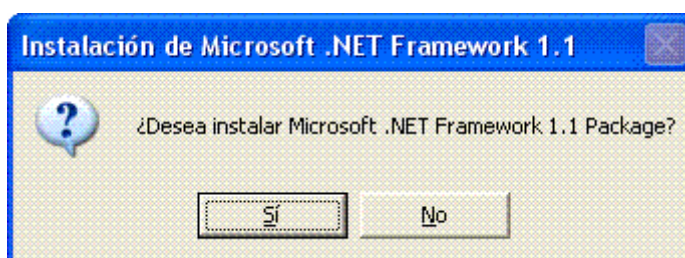 Instalación de Microsoft .NET Framework 1.1
¿Desea instalar Microsoft .NET Framework 1.1 Package?
Sí No